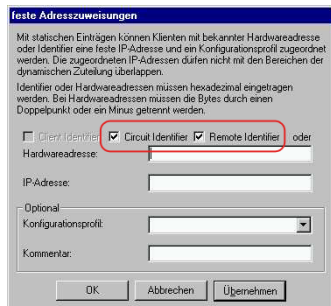 feste Adresszuweisungen
Mit statischen Einträgen können Klienten mit bekannter Hardwareadresse
oder Identifier eine feste IP-Adresse und ein Konfigurationsprofil zugeordnet
werden. Die zugeordneten IP-Adressen dürfen nicht mit den Bereichen der
dynamischen Zuteilung überlappen.
Identifier oder Hardwareadressen müssen hexadezimal eingetragen
werden. Bei Hardwareadressen müssen die Bytes durch einen
Doppelpunkt oder ein Minus getrennt werden.
Client Identifier Circuit Identifier Remote Identifier oder
Hardwareadresse:
IP-Adresse:
Optional
Konfigurationsprofil:
Kommentar:
OK Abbrechen Übernehmen